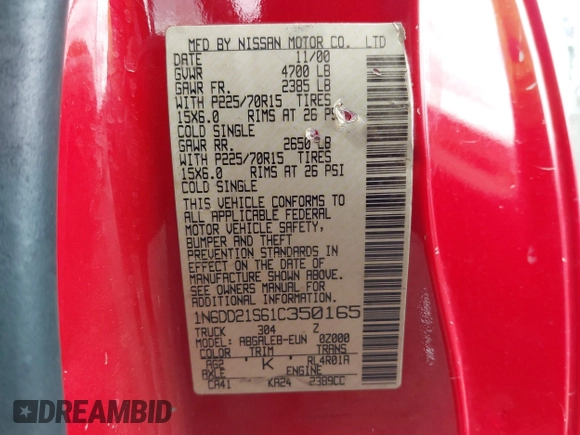 MFD BY NISSAN MOTOR CO. LTD
DATE 11/00
GVWR 4700 LB
GAWR FR. 2385 LB
WITH P225/70R15 TIRES
15X6.0 RIMS AT 26 PSI
COLD SINGLE
GAWR RR. 2650 LB
WITH P225/70R15 TIRES
15X6.0 RIMS AT 26 PSI
COLD SINGLE
THIS VEHICLE CONFORMS TO
ALL APPLICABLE FEDERAL
MOTOR VEHICLE SAFETY,
BUMPER AND THEFT
PREVENTION STANDARDS IN
EFFECT ON THE DATE OF
MANUFACTURE SHOWN ABOVE.
SEE OWNERS MANUAL FOR
ADDITIONAL INFORMATION
1N6DD21S61C350165
TRUCK 304 Z
MODEL: ABGALEB-EUN 0Z000
COLOR TRIM TRANS
AG2 K RL4R01A
AXLE ENGINE
CA41 KA24 2389CC
DREAMBID